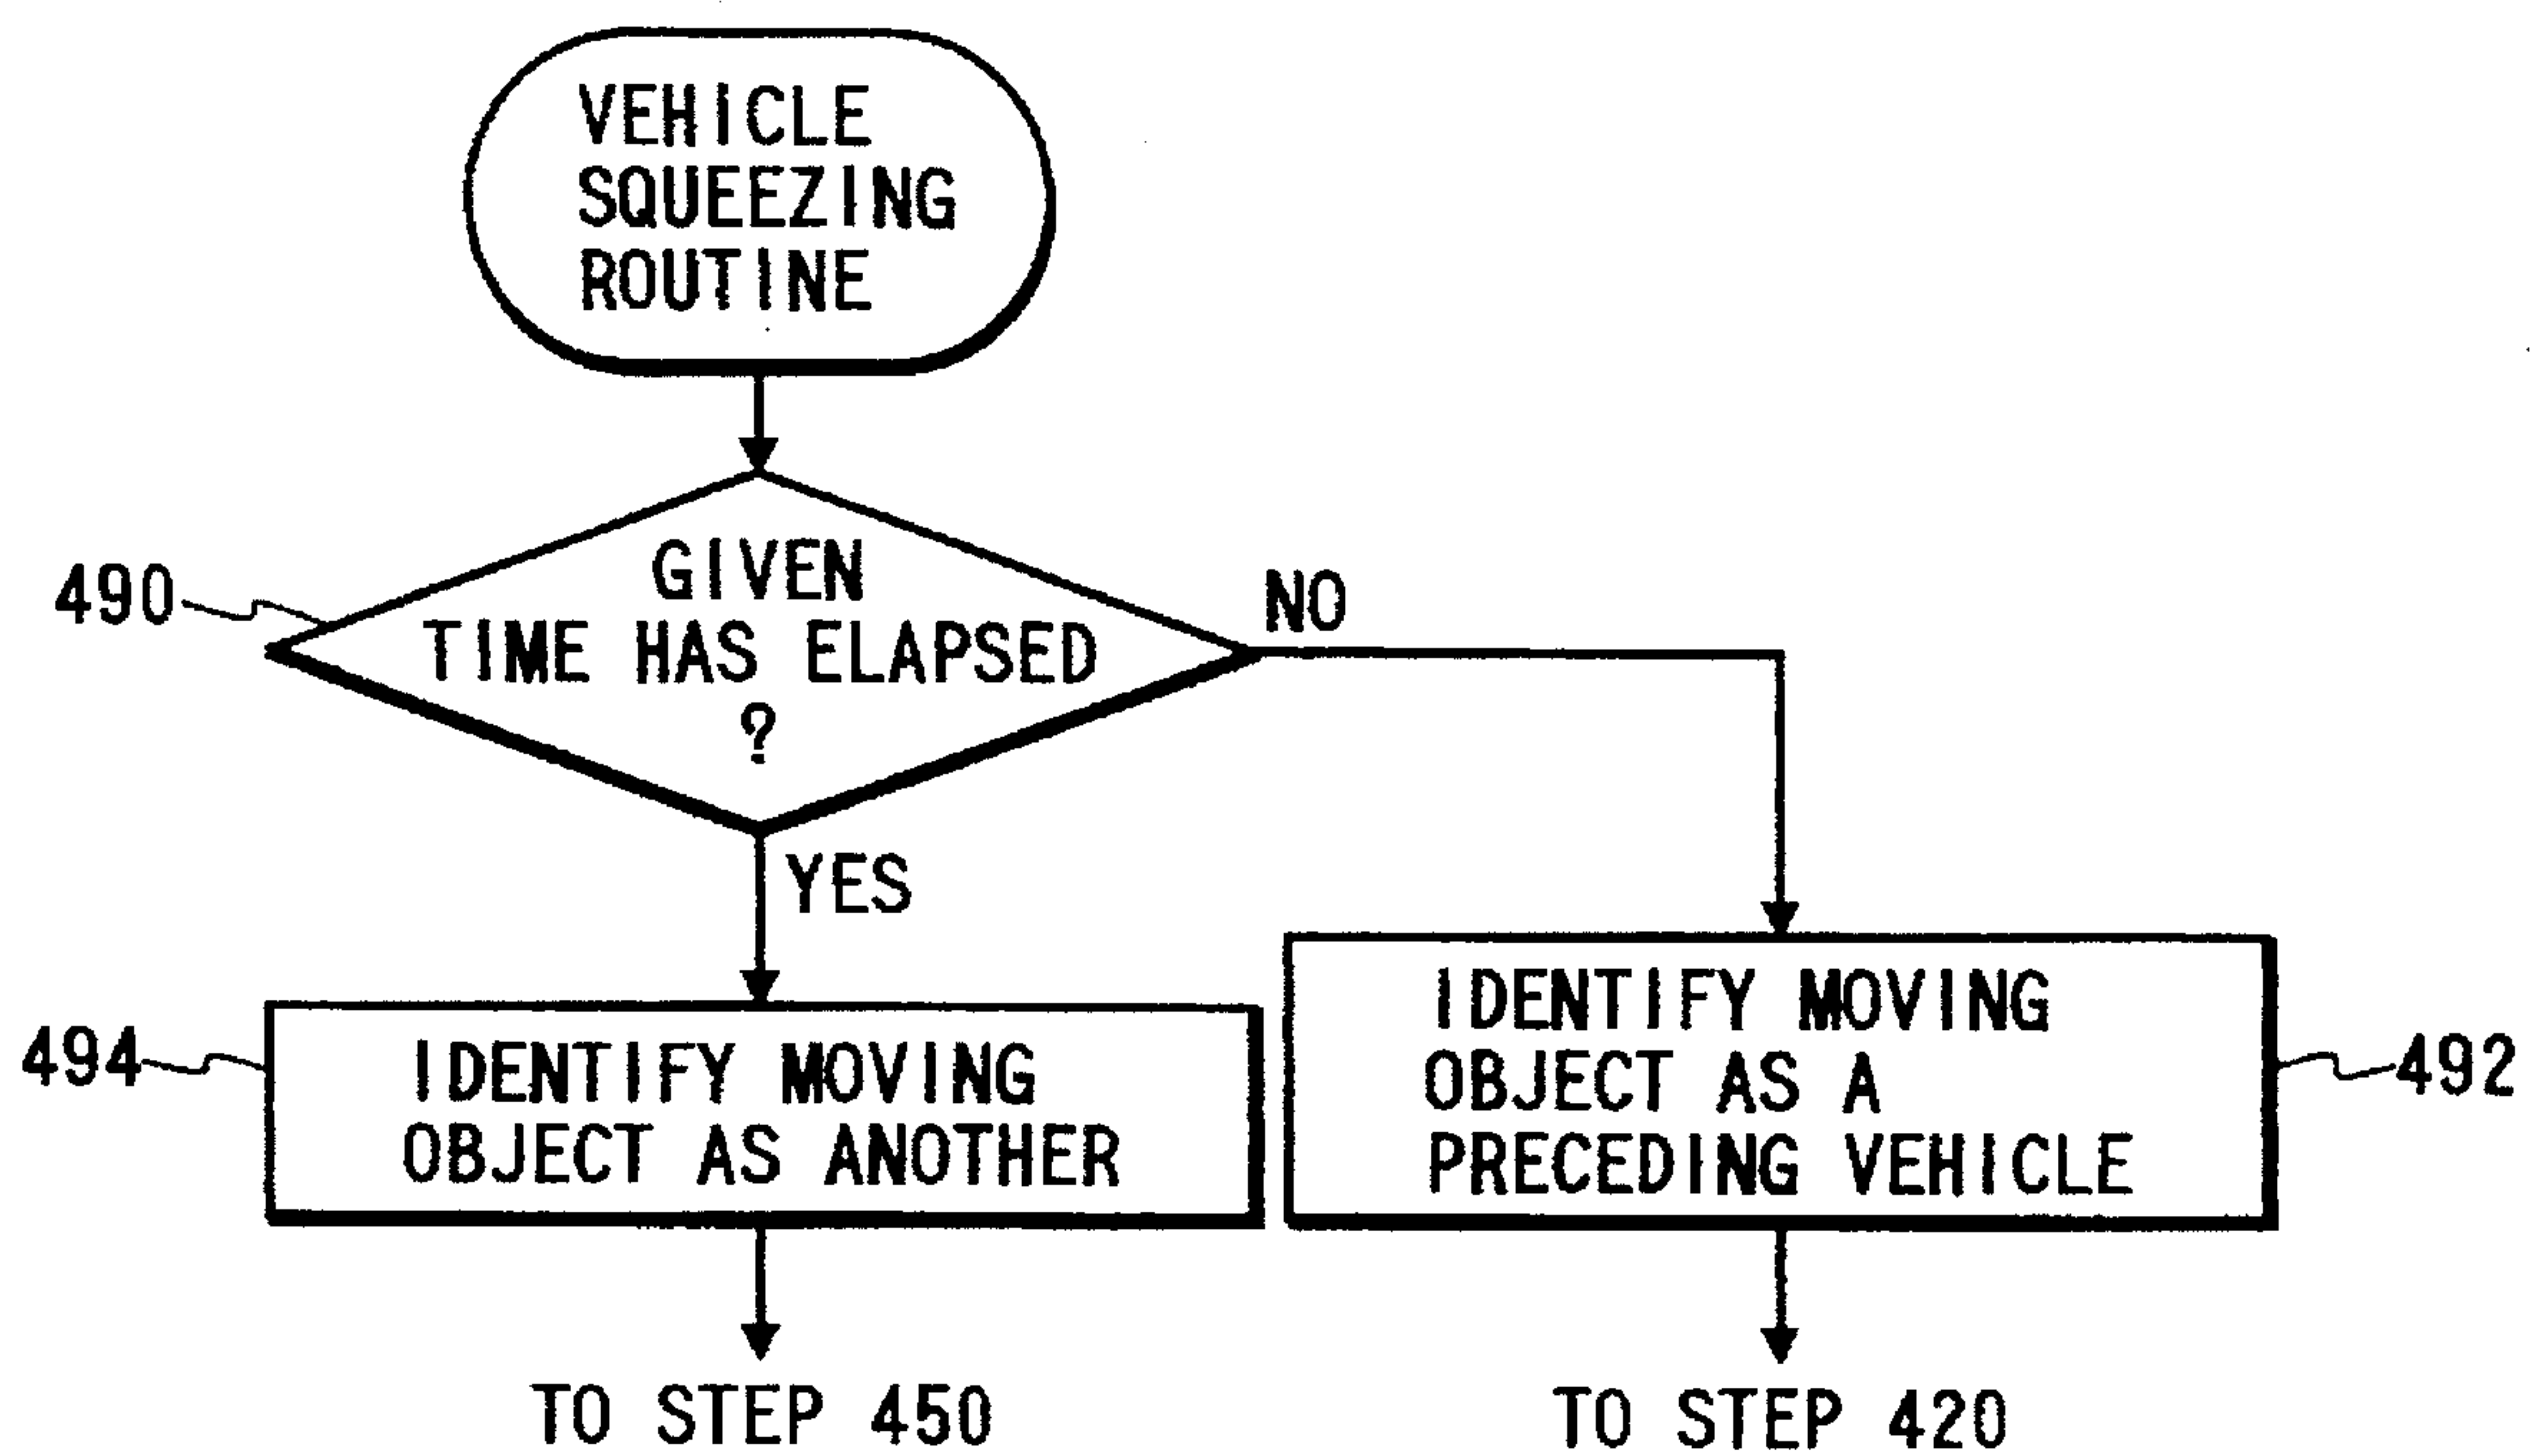 VEHICLE
SQUEEZING
ROUTINE
490
GIVEN
TIME HAS ELAPSED
?
NO
YES
494
IDENTIFY MOVING
OBJECT AS ANOTHER
IDENTIFY MOVING
OBJECT AS A
PRECEDING VEHICLE
492
TO STEP 450
TO STEP 420